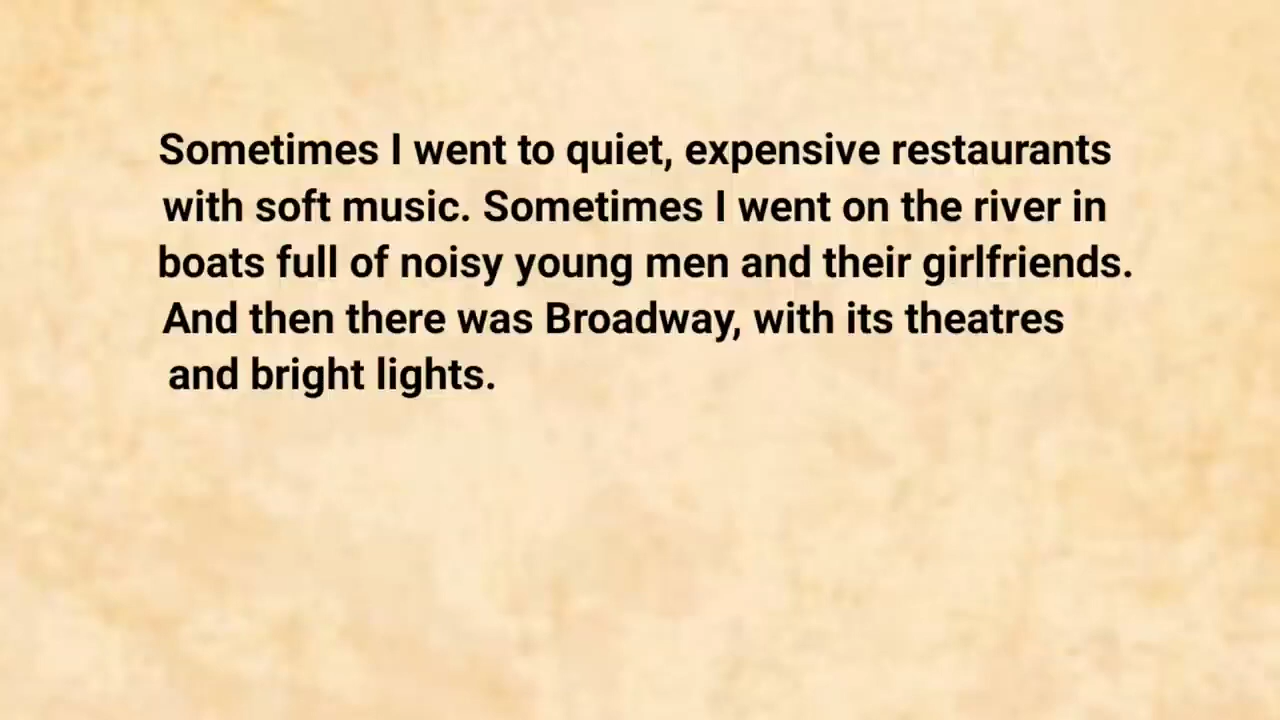 Sometimes I went to quiet, expensive restaurants
with soft music. Sometimes I went on the river in
boats full of noisy young men and their girlfriends.
And then there was Broadway, with its theatres
and bright lights.